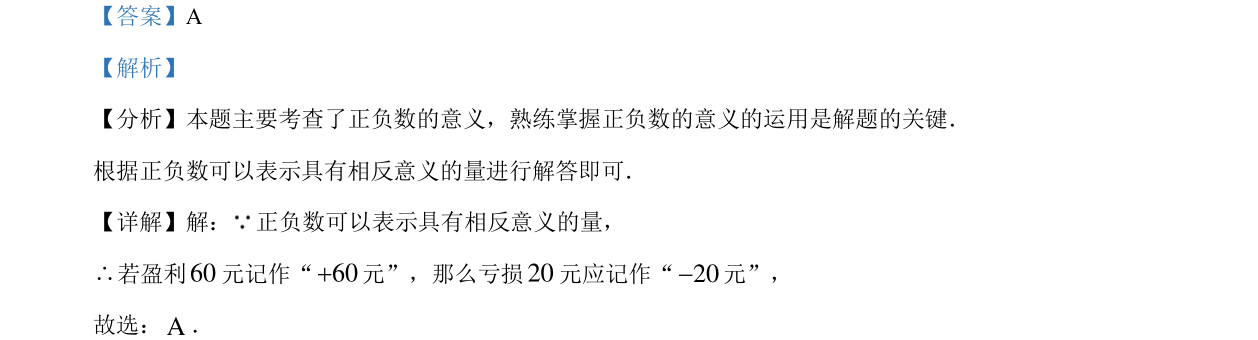 【答案】A
【解析】
【分析】本题主要考查了正负数的意义，熟练掌握正负数的意义的运用是解题的关键．
根据正负数可以表示具有相反意义的量进行解答即可．
【详解】解：∵正负数可以表示具有相反意义的量，
∴若盈利60元记作“+60元”，那么亏损20元应记作“−20元”，
故选：A．